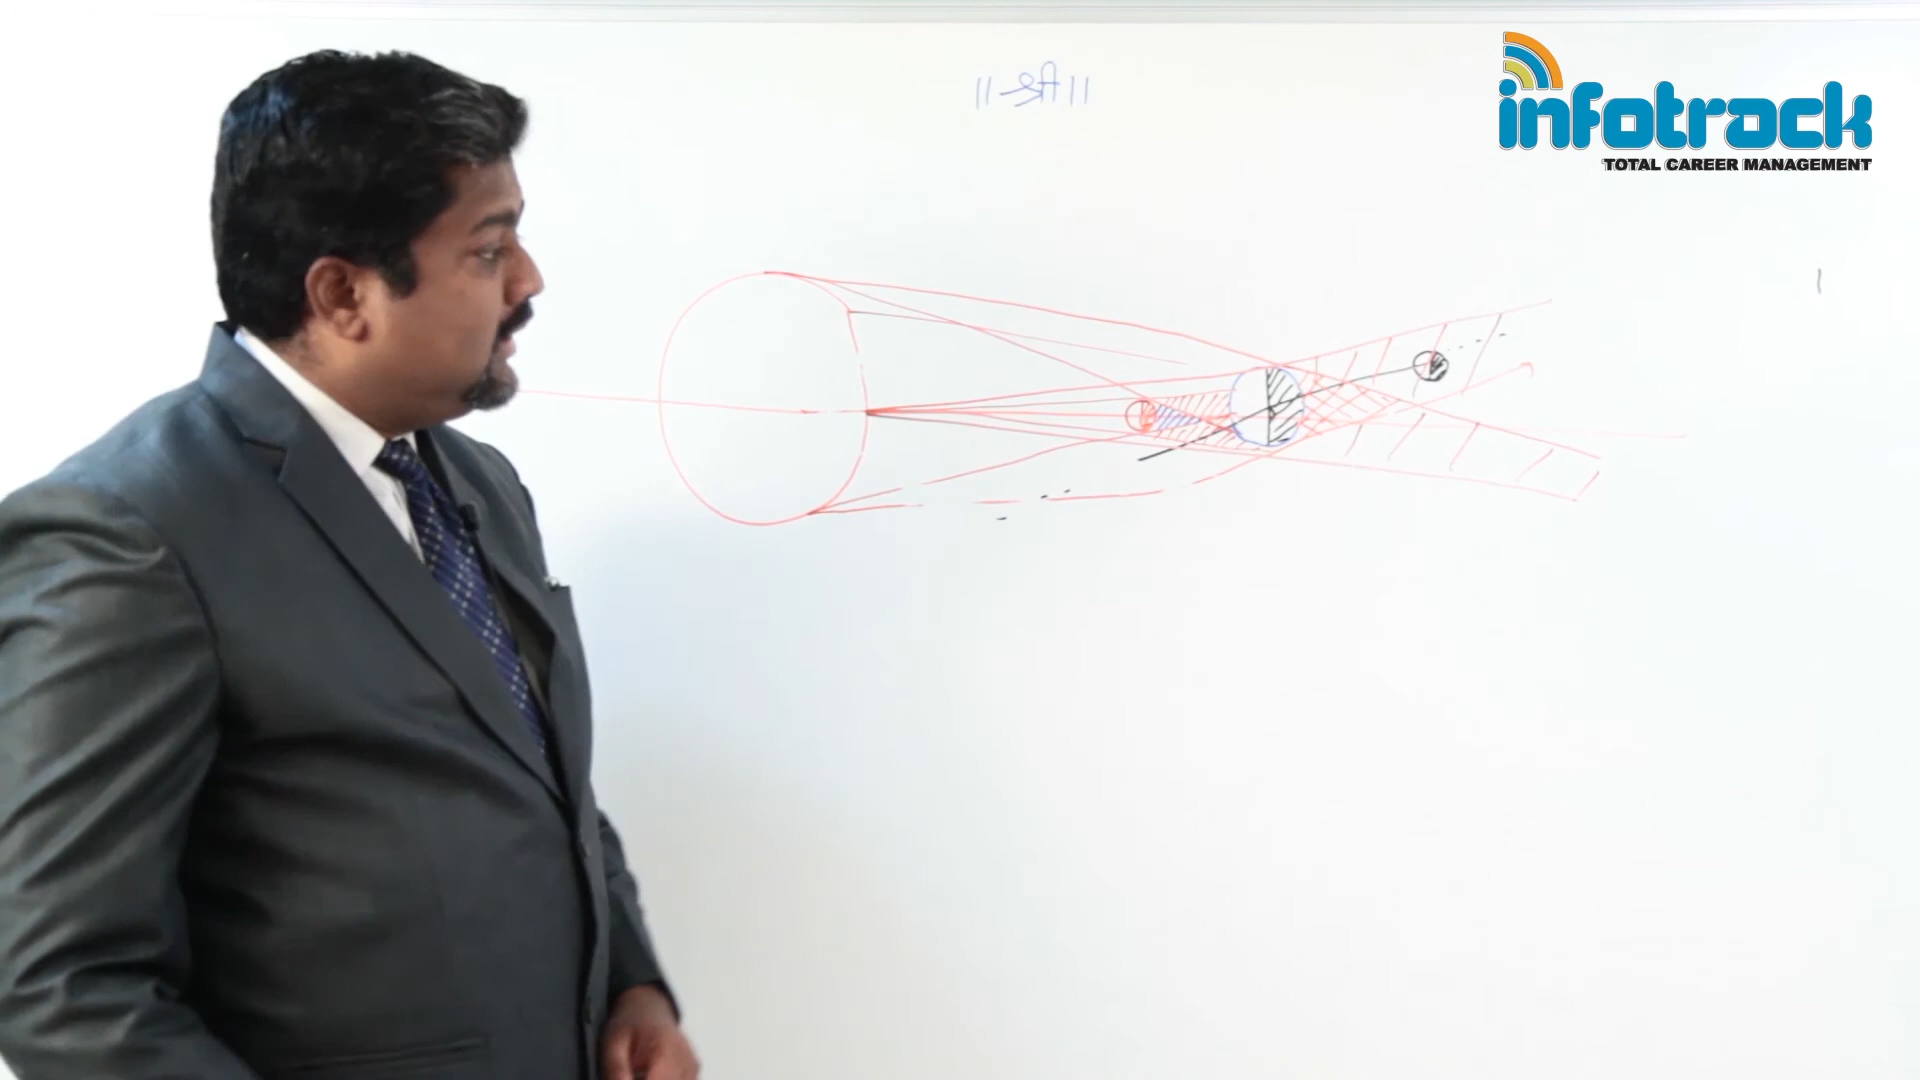 ॥ श्री ॥
infotrack
TOTAL CAREER MANAGEMENT